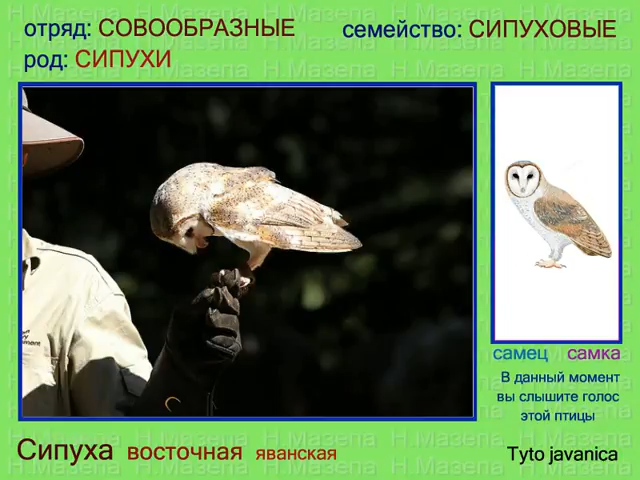 отряд: СОВООБРАЗНЫЕ
семейство: СИПУХОВЫЕ
род: СИПУХИ
самец самка
В данный момент
вы слышите голос
этой птицы
Сипуха восточная яванская
Tyto javanica
Н.Мазепа